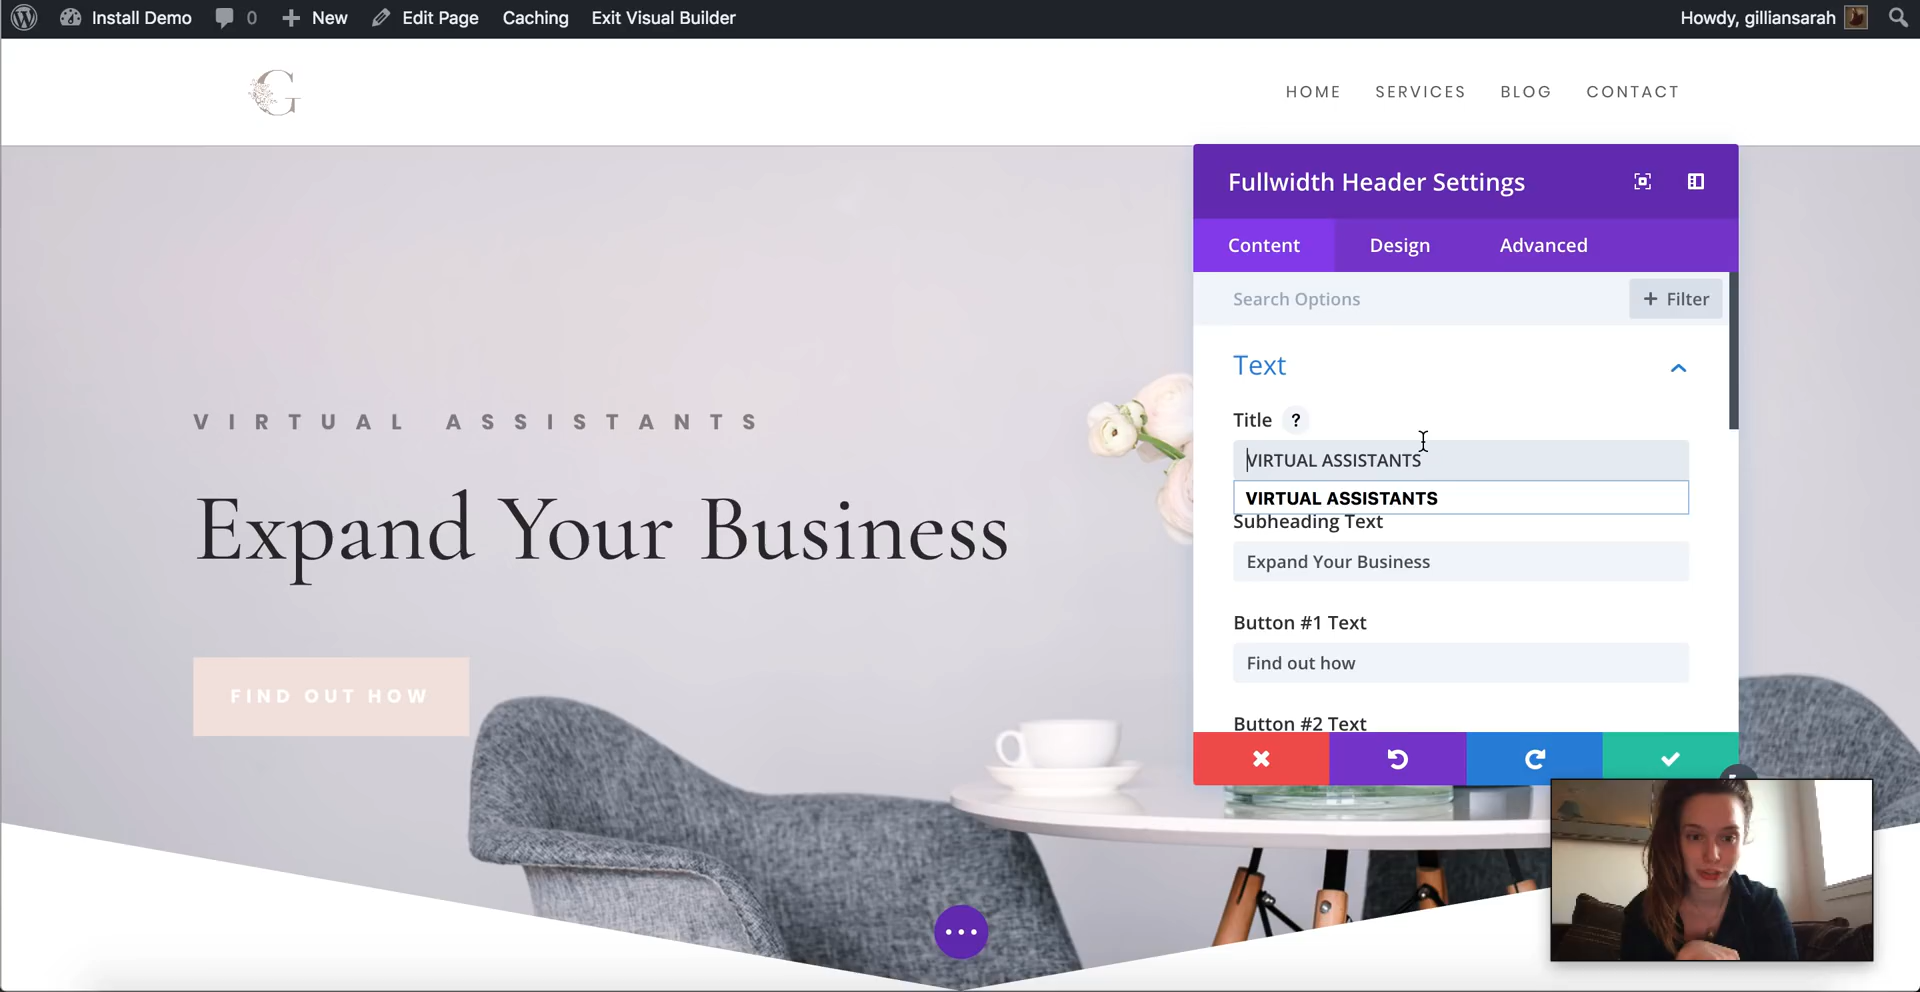 Install Demo 0 New Edit Page Caching Exit Visual Builder Howdy, gilliansarah
G
HOME SERVICES BLOG CONTACT
VIRTUAL ASSISTANTS
Expand Your Business
FIND OUT HOW
Fullwidth Header Settings
Content Design Advanced
Search Options + Filter
Text
Title ?
VIRTUAL ASSISTANTS
VIRTUAL ASSISTANTS
Subheading Text
Expand Your Business
Button #1 Text
Find out how
Button #2 Text